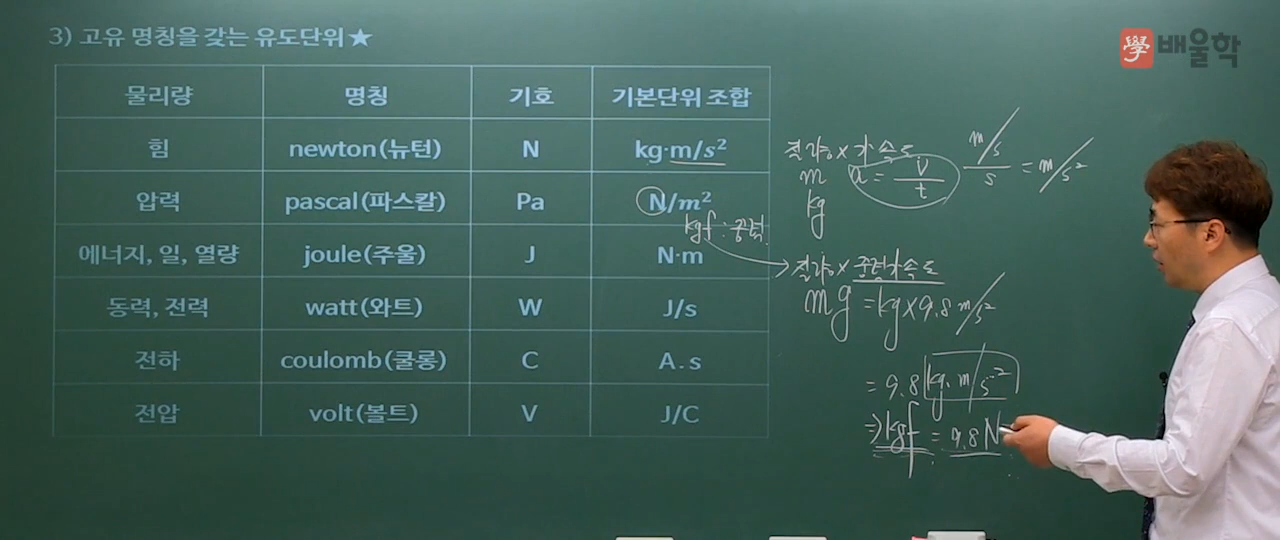 3) 고유 명칭을 갖는 유도단위★
學 배울학
물리량 명칭 기호 기본단위 조합
힘 newton(뉴턴) N kg·m/s²
압력 pascal(파스칼) Pa N/m²
에너지, 일, 열량 joule(주울) J N·m
동력, 전력 watt(와트) W J/s
전하 coulomb(쿨롱) C A.s
전압 volt(볼트) V J/C
질량×가속도
m a = v/t m/s/s = m/s²
kg
kgf : 중력
질량×중력가속도
mg = kg×9.8 m/s²
= 9.8 kg·m/s²
⇒ kgf = 9.8N